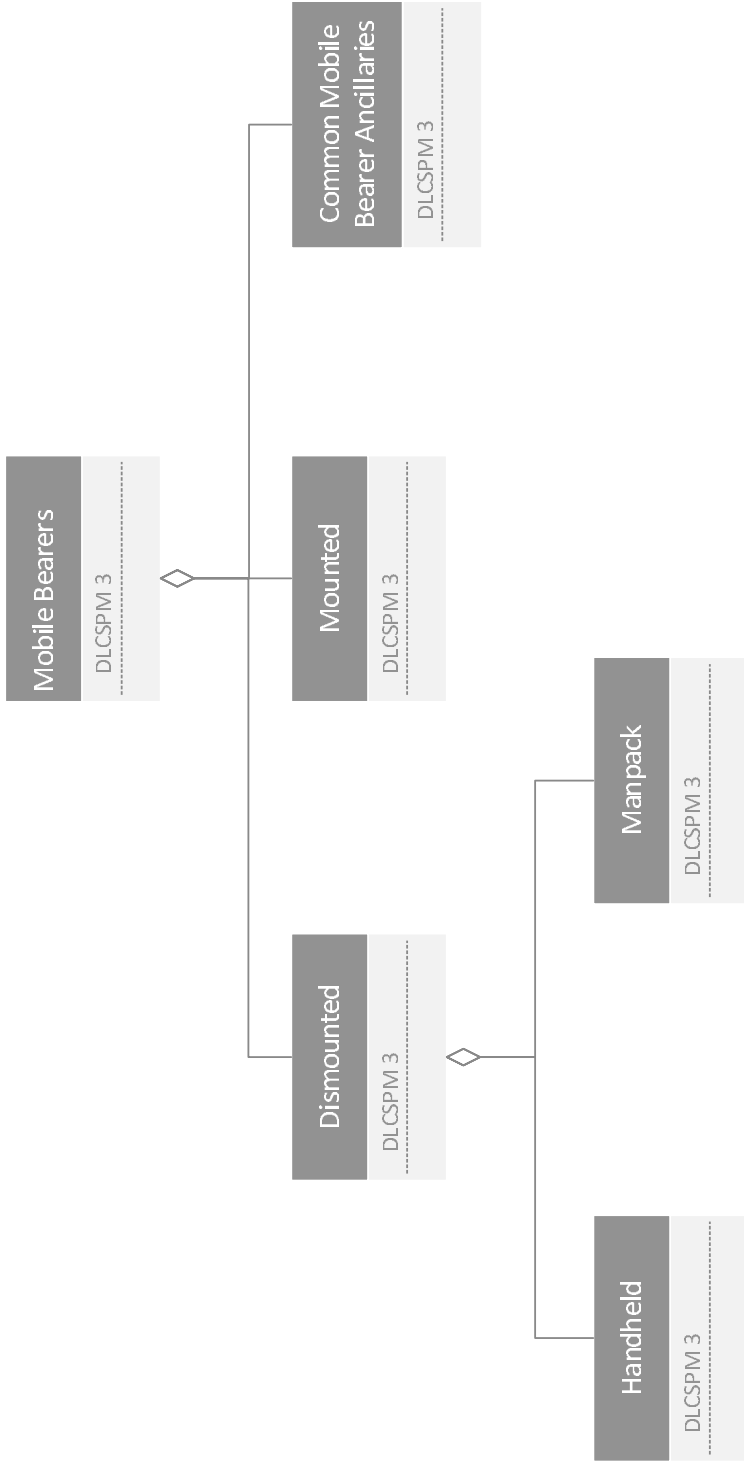 Mobile Bearers
DLCSPM 3
Dismounted
DLCSPM 3
Mounted
DLCSPM 3
Common Mobile
Bearer Ancillaries
DLCSPM 3
Handheld
DLCSPM 3
Manpack
DLCSPM 3